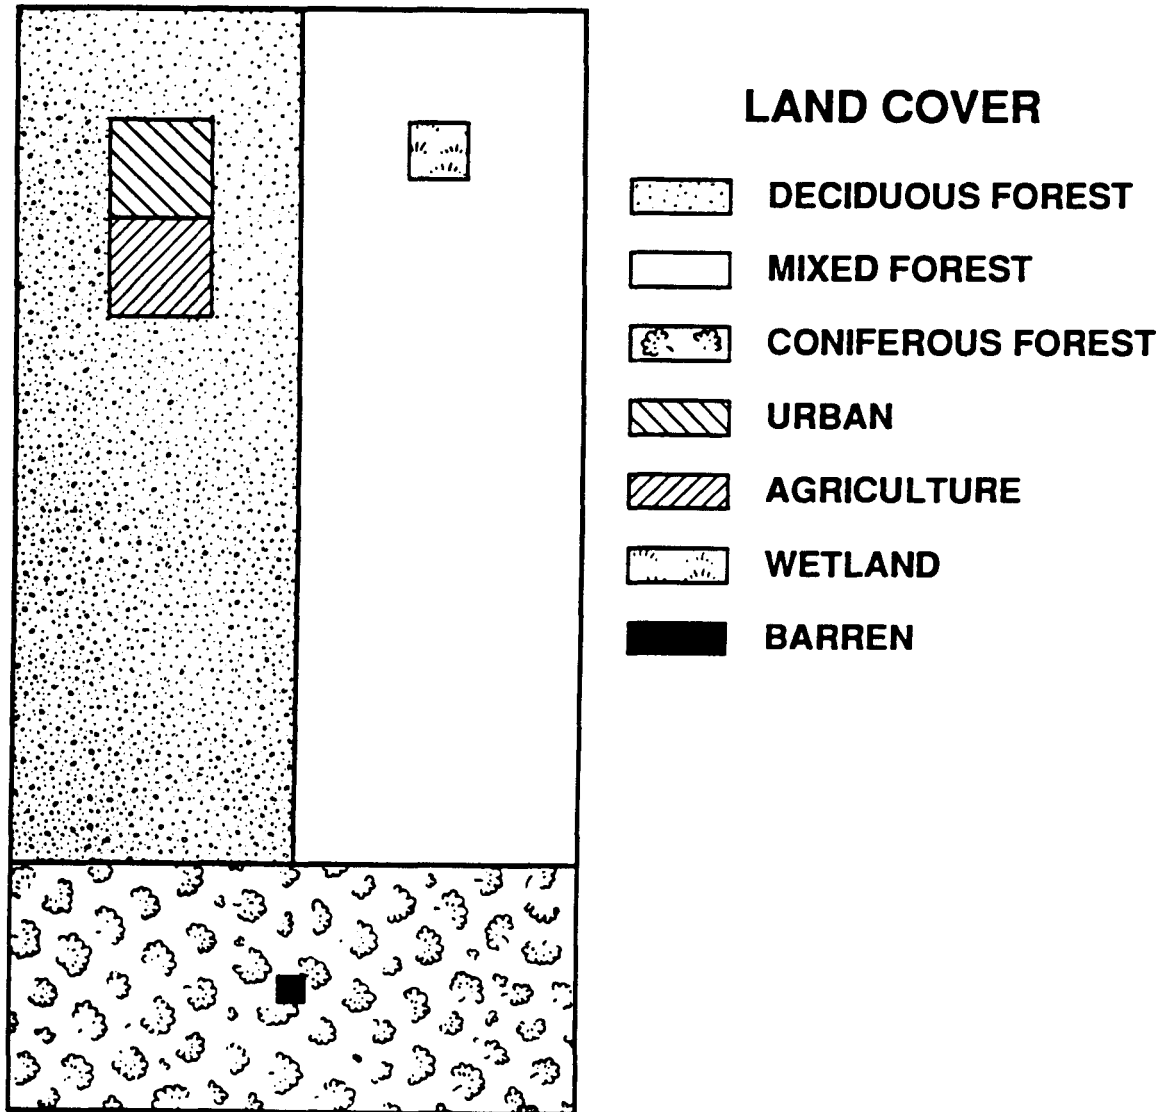 LAND COVER
DECIDUOUS FOREST
MIXED FOREST
CONIFEROUS FOREST
URBAN
AGRICULTURE
WETLAND
BARREN